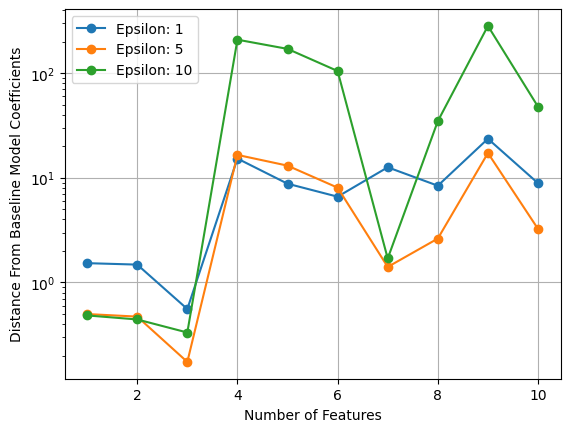 Epsilon: 1
Epsilon: 5
Epsilon: 10
Distance From Baseline Model Coefficients
10²
10¹
10⁰
2 4 6 8 10
Number of Features